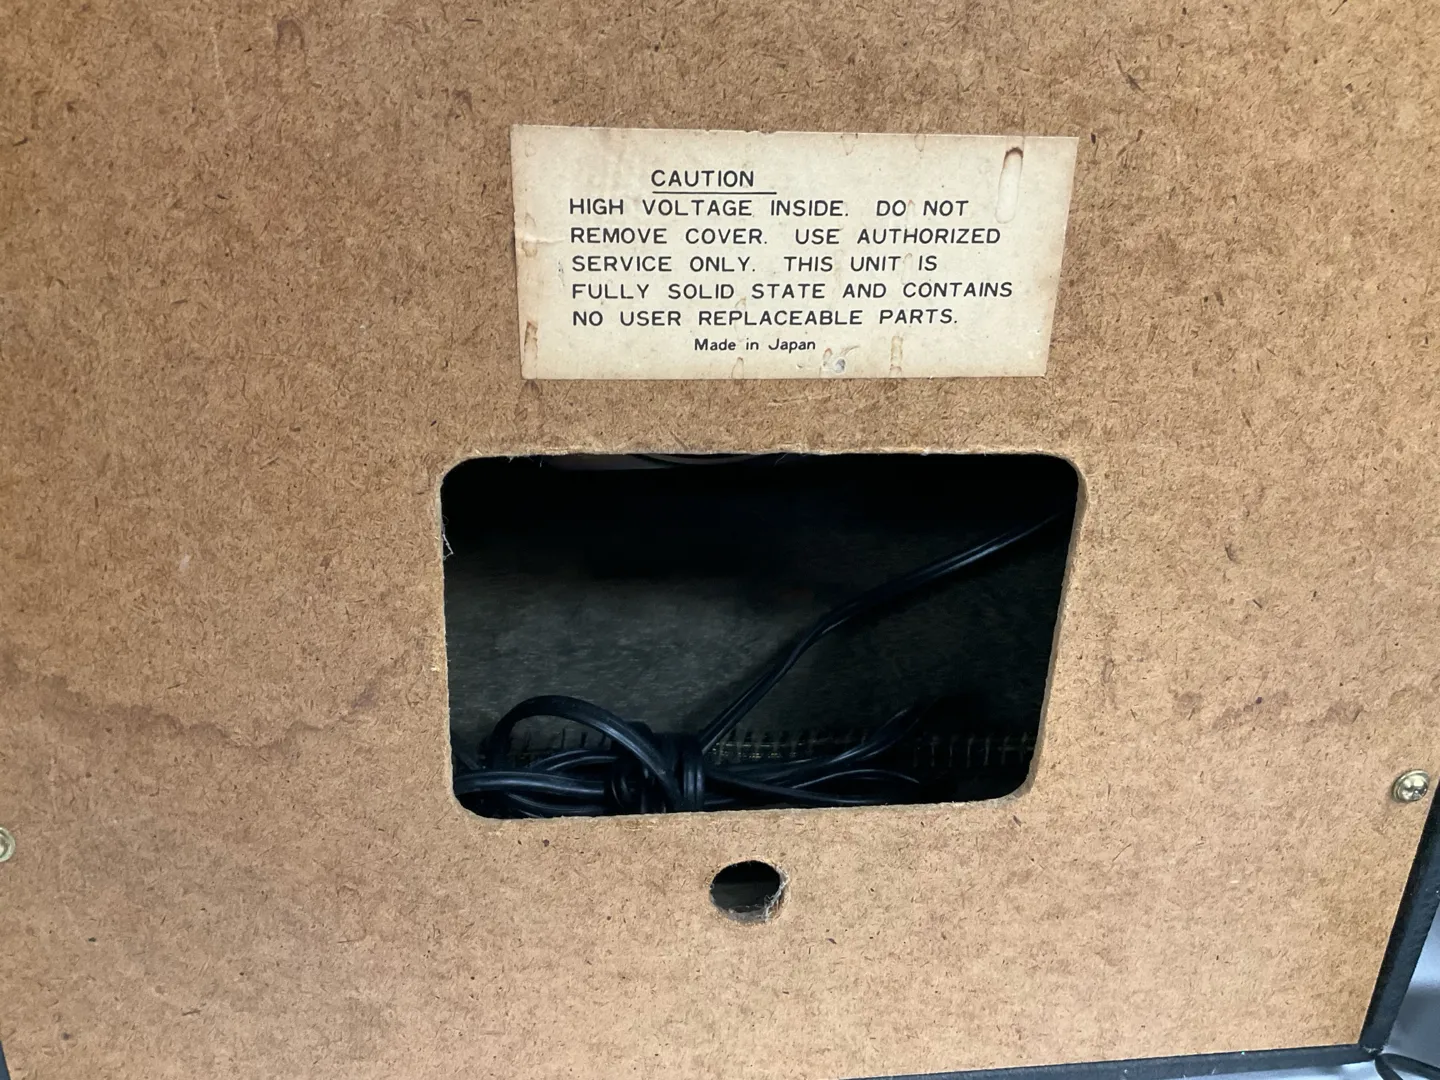 CAUTION
HIGH VOLTAGE INSIDE. DO NOT
REMOVE COVER. USE AUTHORIZED
SERVICE ONLY. THIS UNIT IS
FULLY SOLID STATE AND CONTAINS
NO USER REPLACEABLE PARTS.
Made in Japan